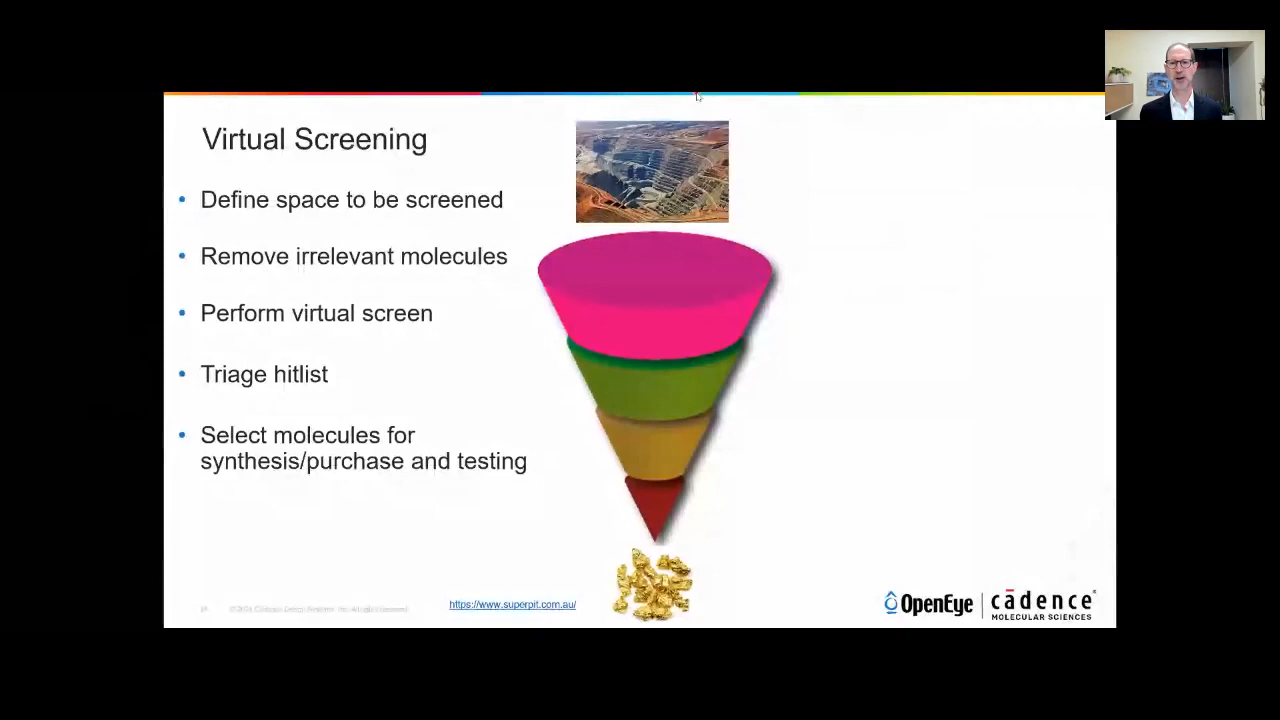 Virtual Screening
• Define space to be screened
• Remove irrelevant molecules
• Perform virtual screen
• Triage hitlist
• Select molecules for
synthesis/purchase and testing
https://www.superpit.com.au/
OpenEye | cādence®
MOLECULAR SCIENCES